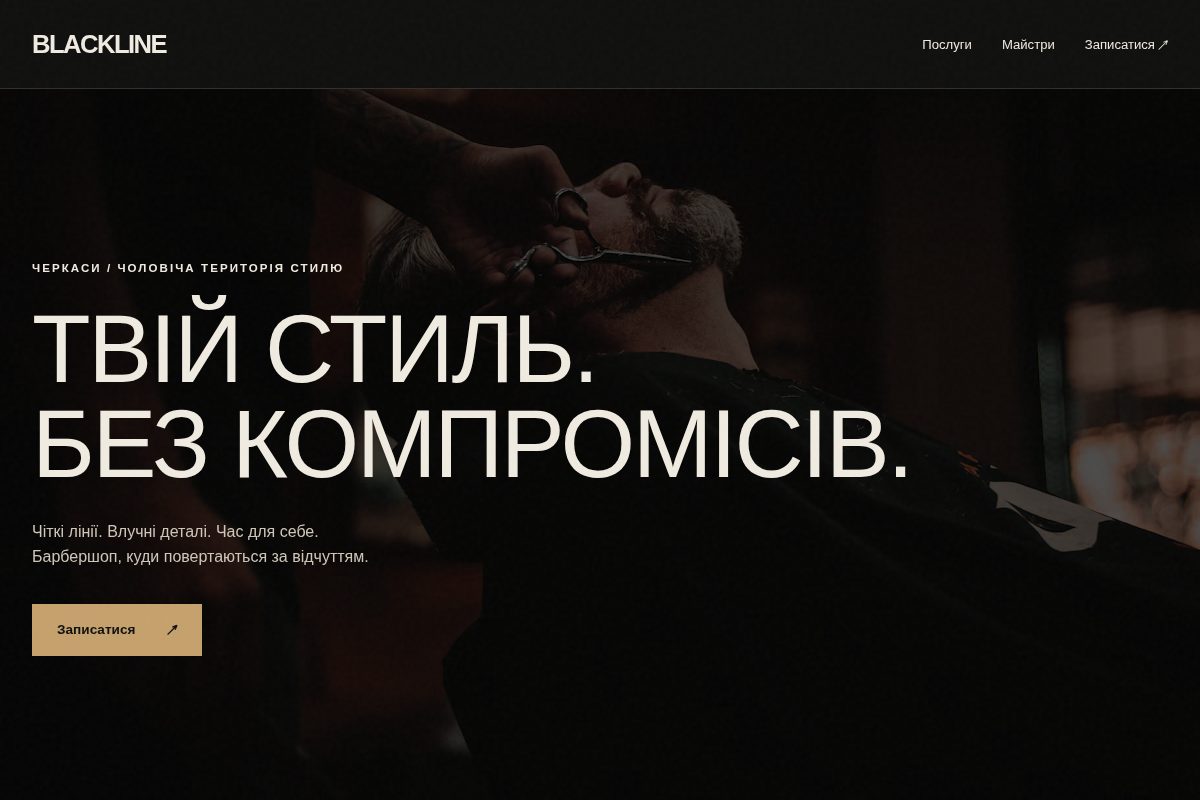 BLACKLINE
Послуги
Майстри
Записатися ↗
ЧЕРКАСИ / ЧОЛОВІЧА ТЕРИТОРІЯ СТИЛЮ
ТВІЙ СТИЛЬ.
БЕЗ КОМПРОМІСІВ.
Чіткі лінії. Влучні деталі. Час для себе.
Барбершоп, куди повертаються за відчуттям.
Записатися ↗